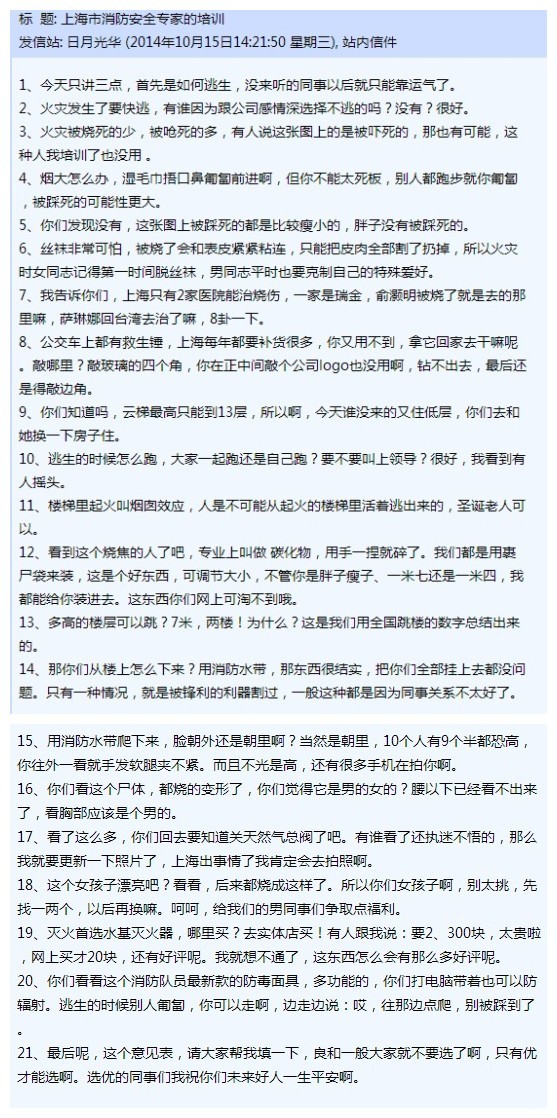 标  题: 上海市消防安全专家的培训
发信站: 日月光华 (2014年10月15日14:21:50 星期三), 站内信件
1、今天只讲三点，首先是如何逃生，没来听的同事以后就只能靠运气了。
2、火灾发生了要快逃，有谁因为跟公司感情深选择不逃的吗？没有？很好。
3、火灾被烧死的少，被呛死的多，有人说这张图上的是被吓死的，那也有可能，这
种人我培训了也没用 。
4、烟大怎么办，湿毛巾捂口鼻匍匐前进啊，但你不能太死板，别人都跑步就你匍匐
，被踩死的可能性更大。
5、你们发现没有，这张图上被踩死的都是比较瘦小的，胖子没有被踩死的。
6、丝袜非常可怕，被烧了会和表皮紧紧粘连，只能把皮肉全部割了扔掉，所以火灾
时女同志记得第一时间脱丝袜，男同志平时也要克制自己的特殊爱好。
7、我告诉你们，上海只有2家医院能治烧伤，一家是瑞金，俞灏明被烧了就是去的那
里嘛，萨琳娜回台湾去治了嘛，8卦一下。
8、公交车上都有救生锤，上海每年都要补货很多，你又用不到，拿它回家去干嘛呢
。敲哪里？敲玻璃的四个角，你在正中间敲个公司logo也没用啊，钻不出去，最后还
是得敲边角。
9、你们知道吗，云梯最高只能到13层，所以啊，今天谁没来的又住低层，你们去和
她换一下房子住。
10、逃生的时候怎么跑，大家一起跑还是自己跑？要不要叫上领导？很好，我看到有
人摇头。
11、楼梯里起火叫烟囱效应，人是不可能从起火的楼梯里活着逃出来的，圣诞老人可
以。
12、看到这个烧焦的人了吧，专业上叫做 碳化物，用手一捏就碎了。我们都是用裹
尸袋来装，这是个好东西，可调节大小，不管你是胖子瘦子、一米七还是一米四，我
都能给你装进去。这东西你们网上可淘不到哦。
13、多高的楼层可以跳？7米，两楼！为什么？这是我们用全国跳楼的数字总结出来
的。
14、那你们从楼上怎么下来？用消防水带，那东西很结实，把你们全部挂上去都没问
题。只有一种情况，就是被锋利的利器割过，一般这种都是因为同事关系不太好了。
15、用消防水带爬下来，脸朝外还是朝里啊？当然是朝里，10个人有9个半都恐高，
你往外一看就手发软腿夹不紧。而且不光是高，还有很多手机在拍你啊。
16、你们看这个尸体，都烧的变形了，你们觉得它是男的女的？腰以下已经看不出来
了，看胸部应该是个男的。
17、看了这么多，你们回去要知道关天然气总阀了吧。有谁看了还执迷不悟的，那么
我就要更新一下照片了，上海出事情了我肯定会去拍照啊。
18、这个女孩子漂亮吧？看看，后来都烧成这样了。所以你们女孩子啊，别太挑，先
找一两个，以后再换嘛。呵呵，给我们的男同事们争取点福利。
19、灭火首选水基灭火器，哪里买？去实体店买！有人跟我说：要2、300块，太贵啦
，网上买才20块，还有好评呢。我就想不通了，这东西怎么会有那么多好评呢。
20、你们看看这个消防队员最新款的防毒面具，多功能的，你们打电脑带着也可以防
辐射。逃生的时候别人匍匐，你可以走啊，边走边说：哎，往那边点爬，别被踩到了
。
21、最后呢，这个意见表，请大家帮我填一下，良和一般大家就不要选了啊，只有优
才能选啊。选优的同事们我祝你们未来好人一生平安啊。